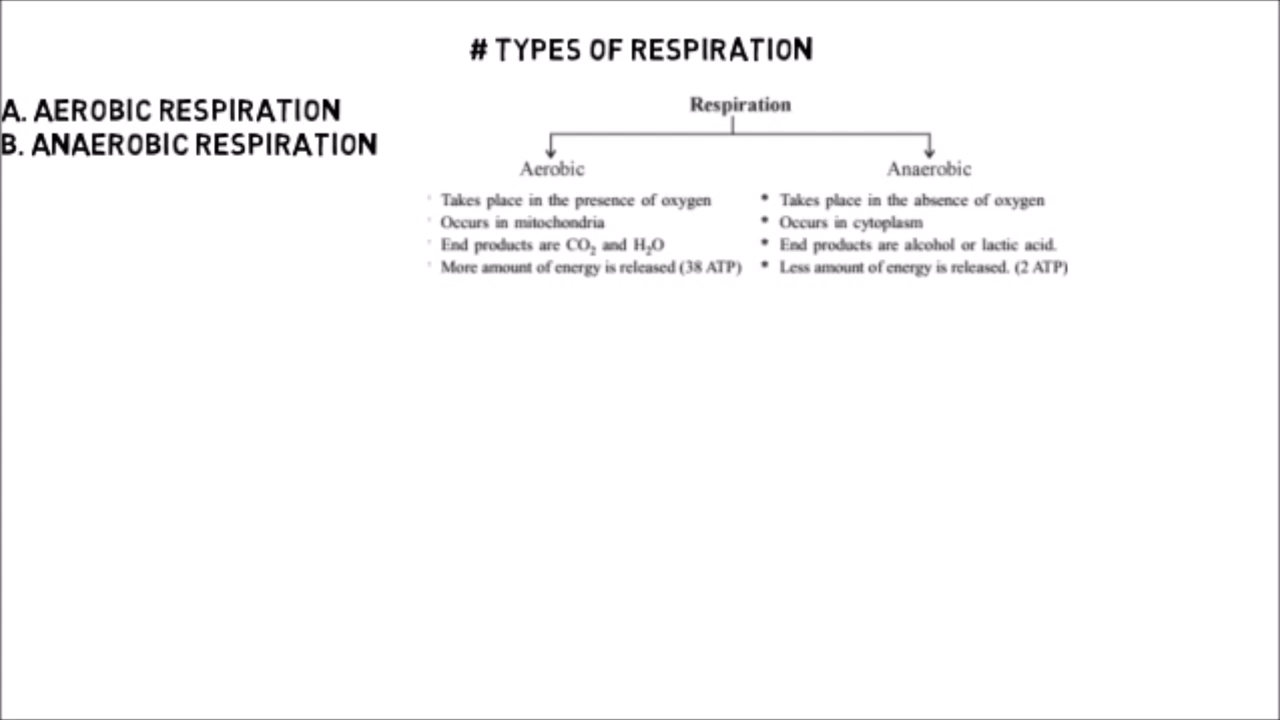 # TYPES OF RESPIRATION
A. AEROBIC RESPIRATION
B. ANAEROBIC RESPIRATION
Respiration
Aerobic
· Takes place in the presence of oxygen
· Occurs in mitochondria
· End products are CO₂ and H₂O
· More amount of energy is released (38 ATP)
Anaerobic
• Takes place in the absence of oxygen
• Occurs in cytoplasm
• End products are alcohol or lactic acid.
• Less amount of energy is released. (2 ATP)